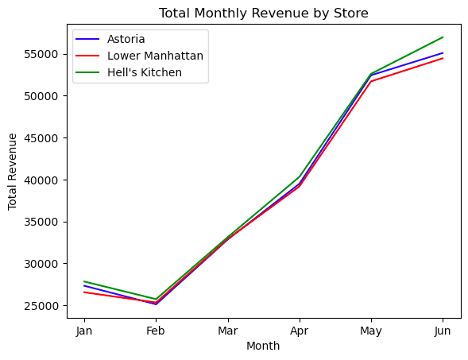 Total Monthly Revenue by Store
Astoria
Lower Manhattan
Hell's Kitchen
Total Revenue
55000
50000
45000
40000
35000
30000
25000
Jan Feb Mar Apr May Jun
Month